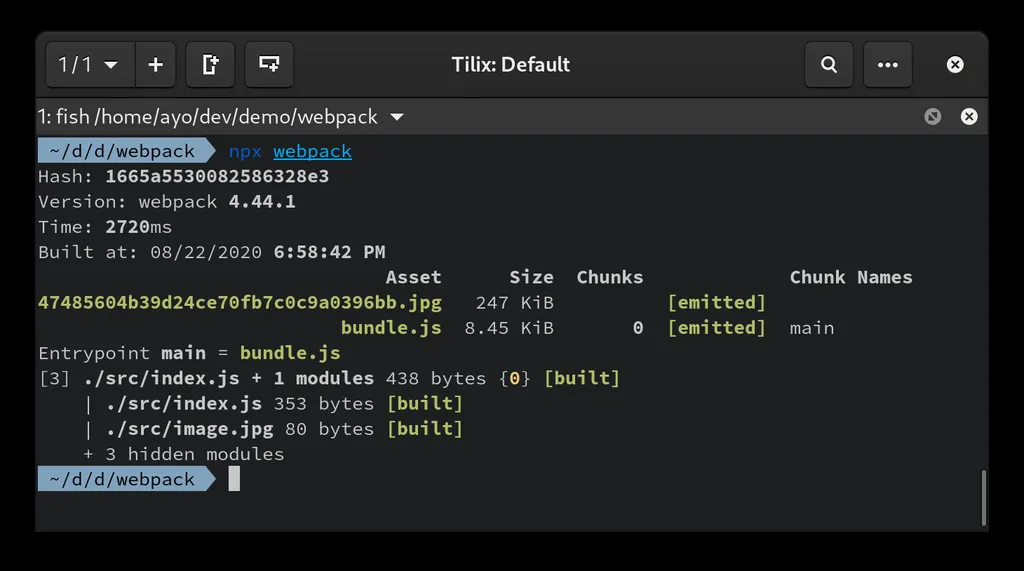 1/1
Tilix: Default
1: fish /home/ayo/dev/demo/webpack
~/d/d/webpack npx webpack
Hash: 1665a5530082586328e3
Version: webpack 4.44.1
Time: 2720ms
Built at: 08/22/2020 6:58:42 PM
Asset Size Chunks Chunk Names
47485604b39d24ce70fb7c0c9a0396bb.jpg 247 KiB [emitted]
bundle.js 8.45 KiB 0 [emitted] main
Entrypoint main = bundle.js
[3] ./src/index.js + 1 modules 438 bytes {0} [built]
| ./src/index.js 353 bytes [built]
| ./src/image.jpg 80 bytes [built]
+ 3 hidden modules
~/d/d/webpack